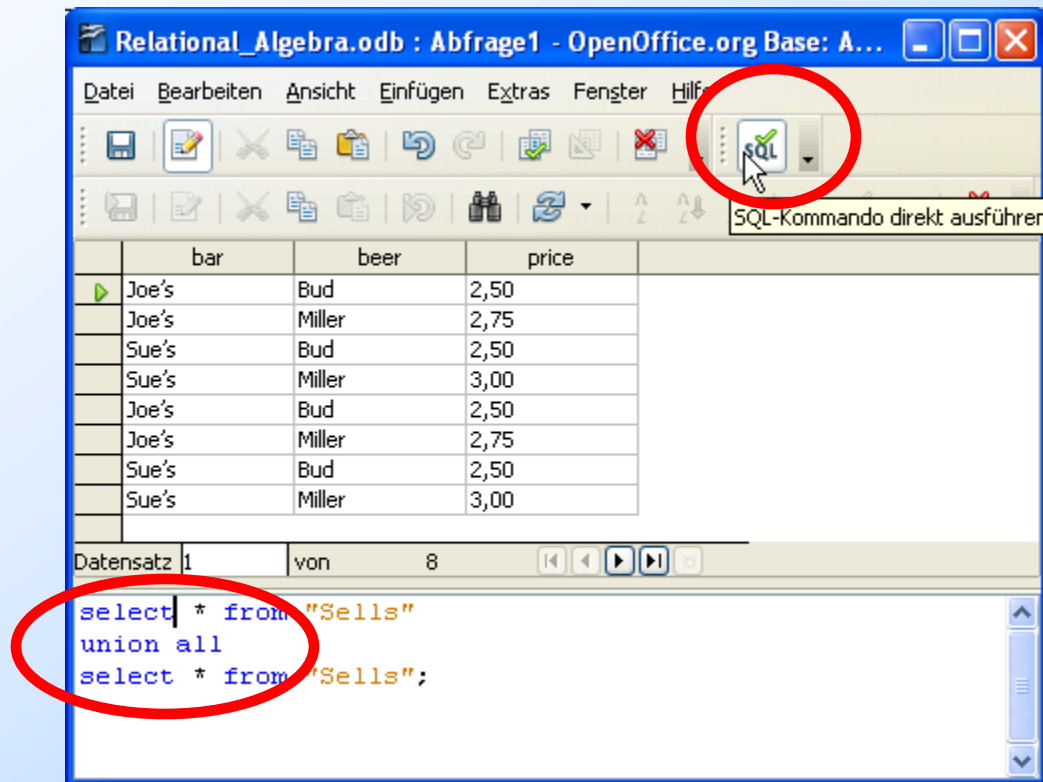 Relational_Algebra.odb : Abfrage1 - OpenOffice.org Base: A...
Datei Bearbeiten Ansicht Einfügen Extras Fenster Hilfe
SQL
SQL-Kommando direkt ausführen
bar beer price
Joe's Bud 2,50
Joe's Miller 2,75
Sue's Bud 2,50
Sue's Miller 3,00
Joe's Bud 2,50
Joe's Miller 2,75
Sue's Bud 2,50
Sue's Miller 3,00
Datensatz 1 von 8
select * from "Sells"
union all
select * from "Sells";